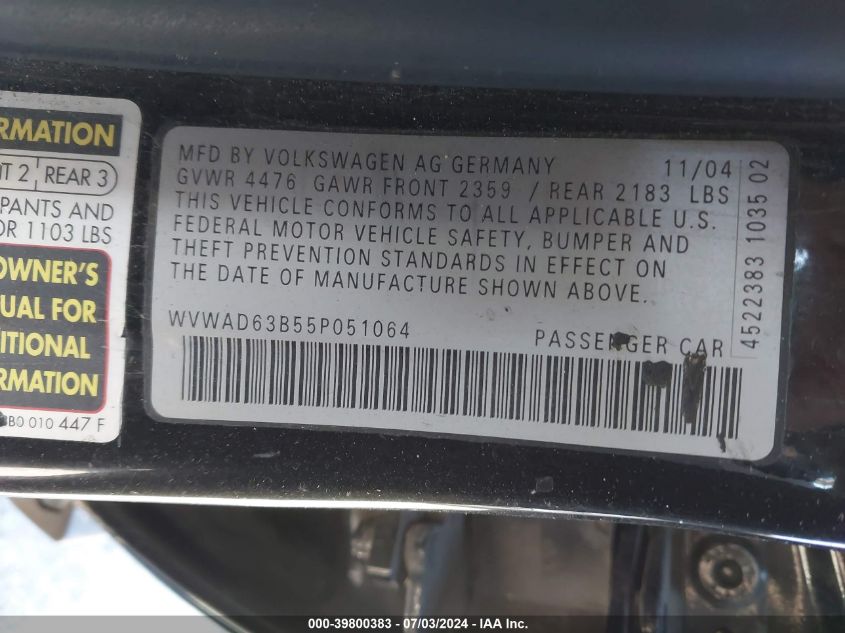 RMATION
T 2 REAR 3
PANTS AND
OR 1103 LBS
OWNER'S
UAL FOR
ITIONAL
RMATION
B0 010 447 F
MFD BY VOLKSWAGEN AG GERMANY 11/04
GVWR 4476 GAWR FRONT 2359 / REAR 2183 LBS
THIS VEHICLE CONFORMS TO ALL APPLICABLE U.S.
FEDERAL MOTOR VEHICLE SAFETY, BUMPER AND
THEFT PREVENTION STANDARDS IN EFFECT ON
THE DATE OF MANUFACTURE SHOWN ABOVE.
WVWAD63B55P051064 PASSENGER CAR
4522383 1035 02
000-39800383 - 07/03/2024 - IAA Inc.